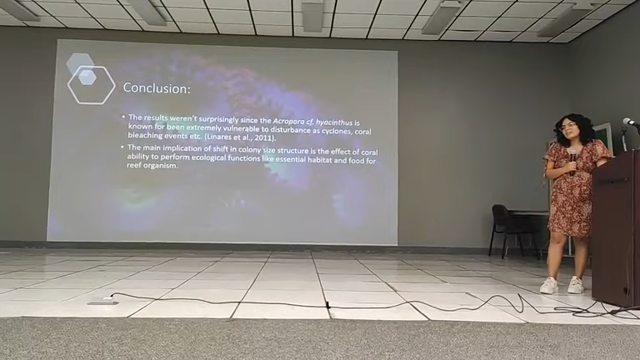 Conclusion:
• The results weren't surprisingly since the Acropora cf. hyacinthus is
known for been extremely vulnerable to disturbance as cyclones, coral
bleaching events etc. (Linares et al., 2011).
• The main implication of shift in colony size structure is the effect of coral
ability to perform ecological functions like essential habitat and food for
reef organism.